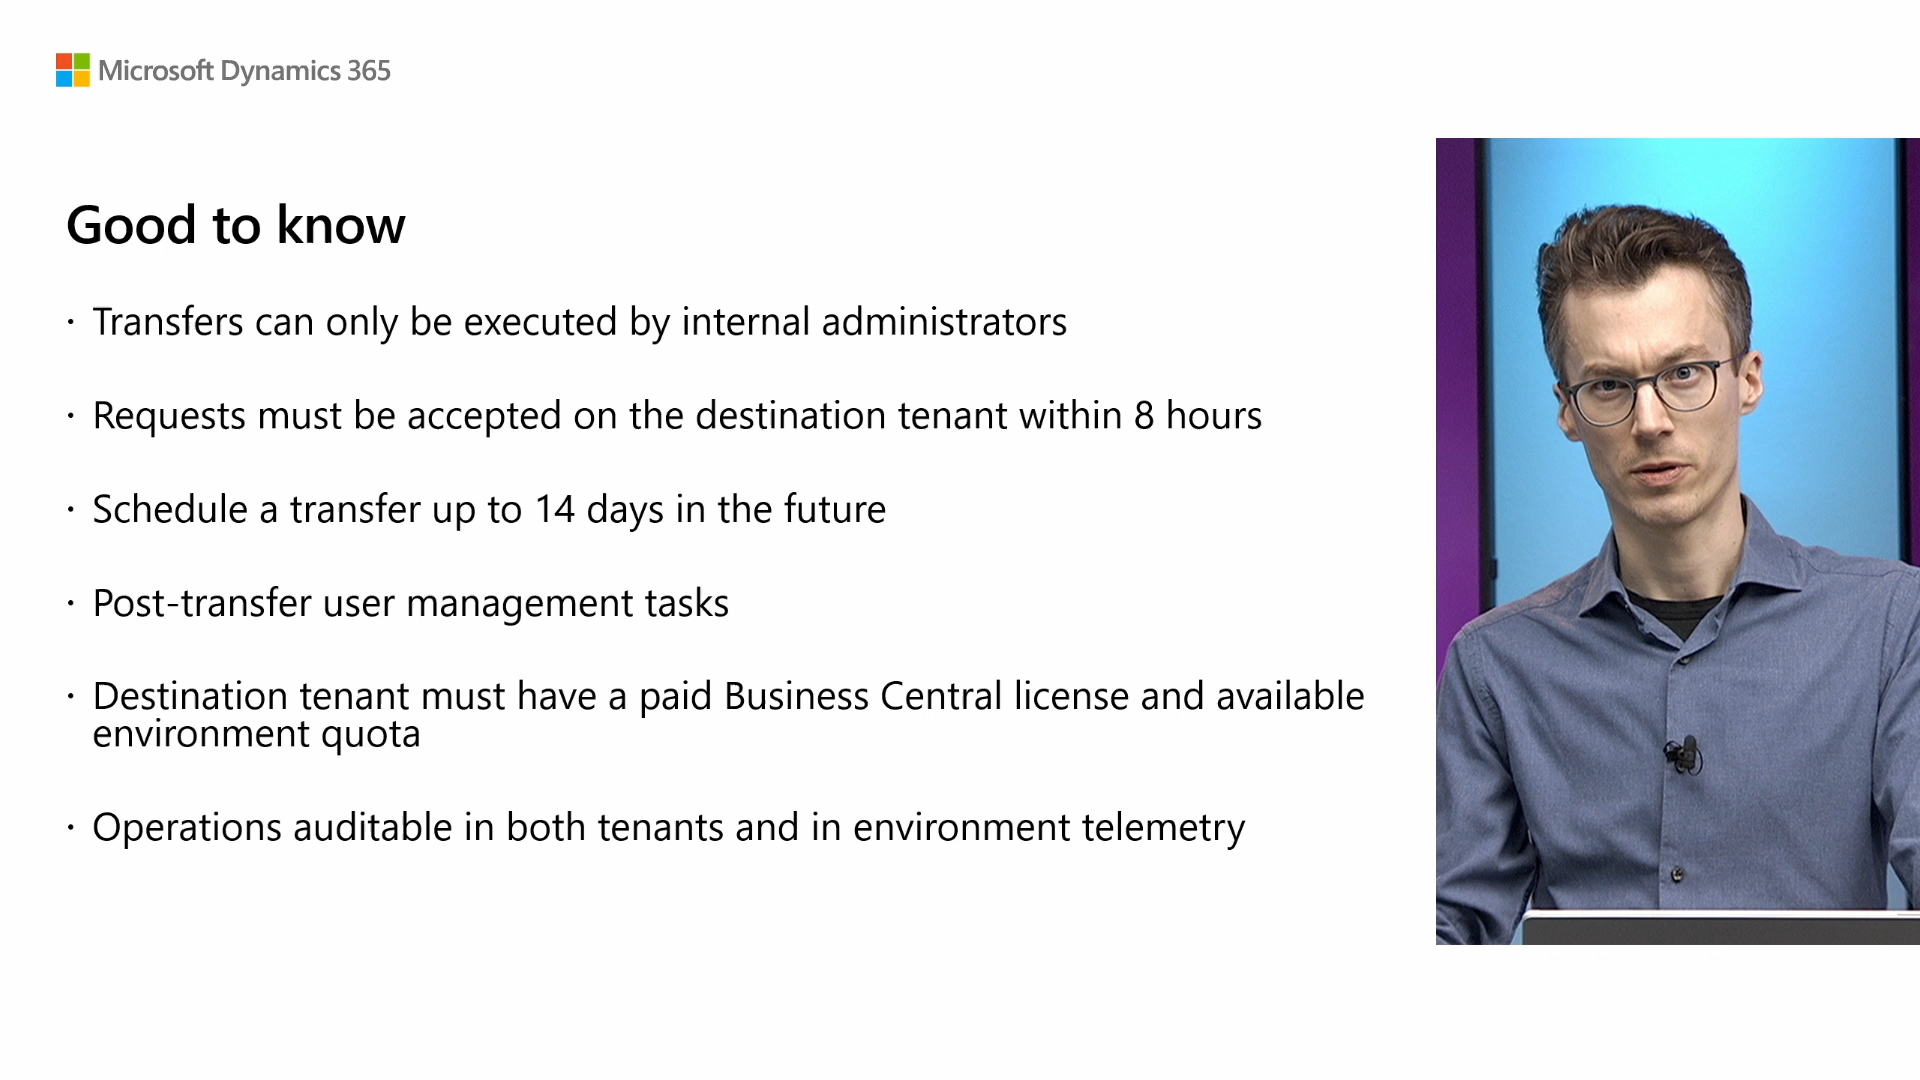 Microsoft Dynamics 365
Good to know
· Transfers can only be executed by internal administrators
· Requests must be accepted on the destination tenant within 8 hours
· Schedule a transfer up to 14 days in the future
· Post-transfer user management tasks
· Destination tenant must have a paid Business Central license and available
environment quota
· Operations auditable in both tenants and in environment telemetry